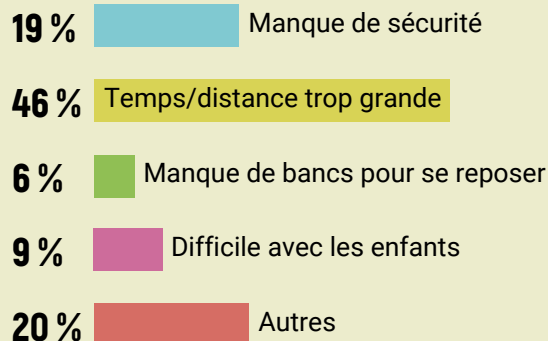 19 % Manque de sécurité
46 % Temps/distance trop grande
6 % Manque de bancs pour se reposer
9 % Difficile avec les enfants
20 % Autres